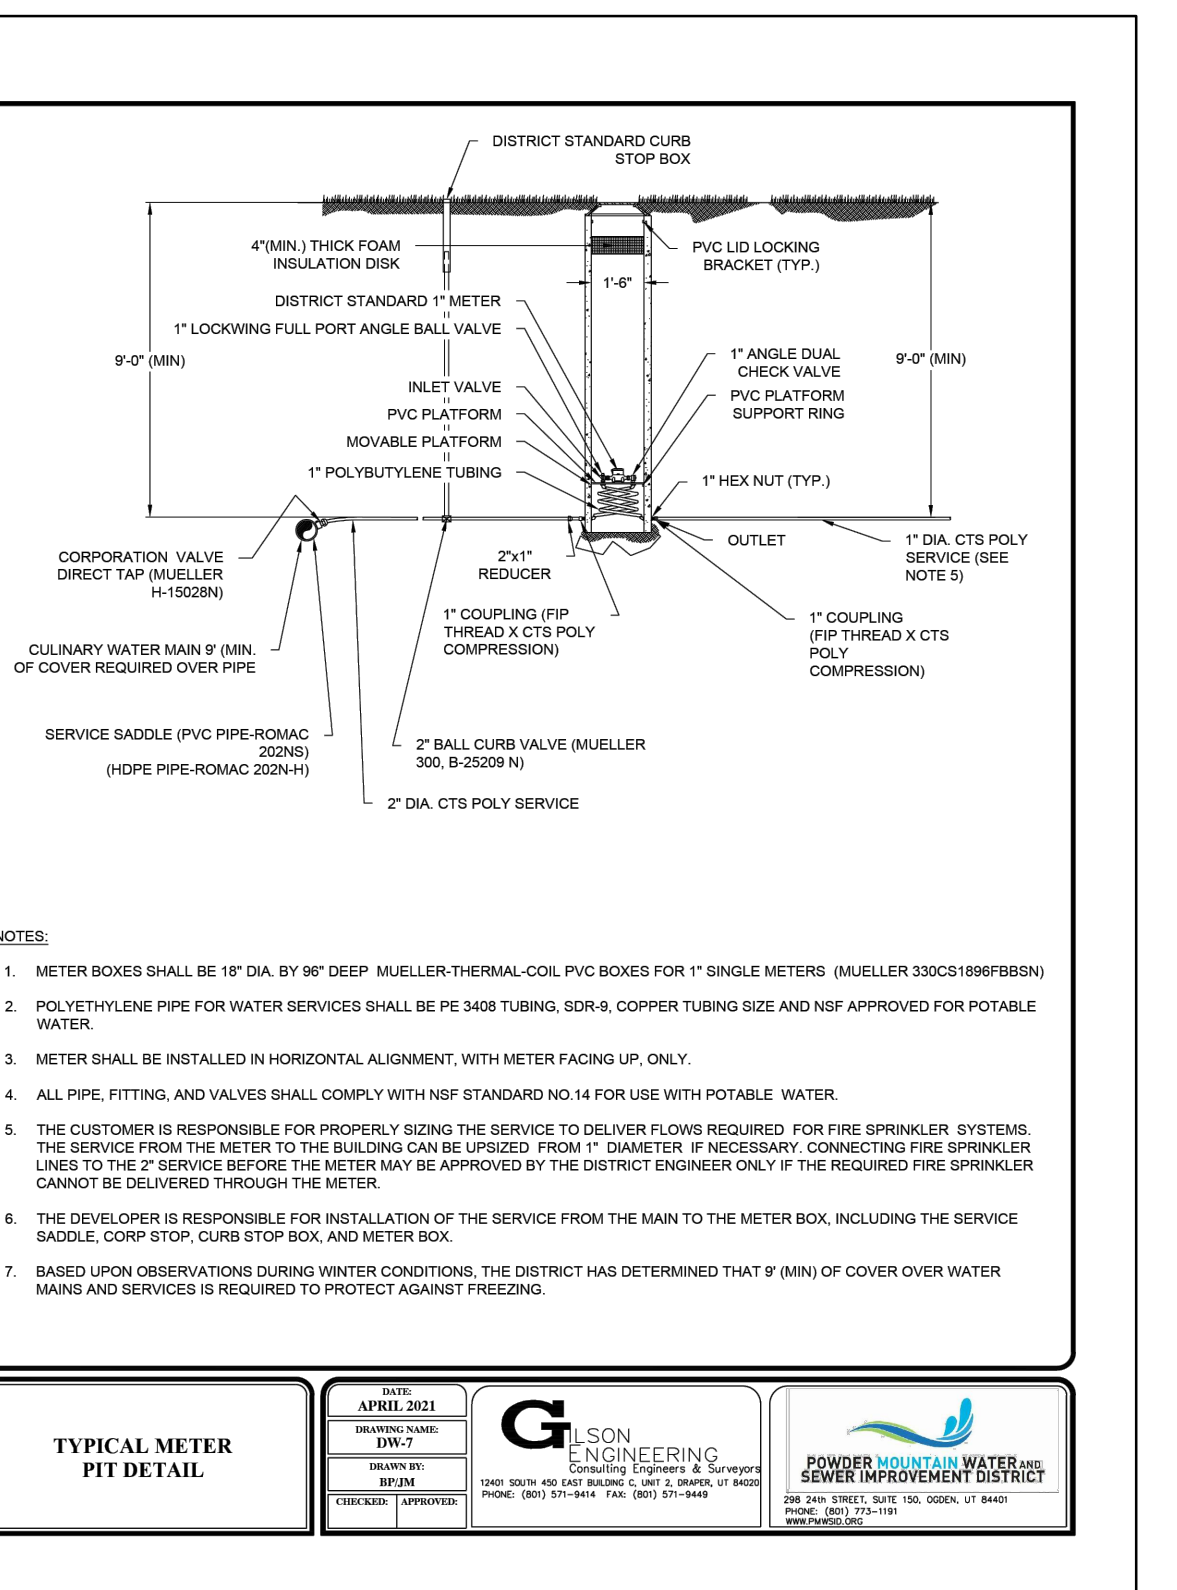 DISTRICT STANDARD CURB
STOP BOX
4"(MIN.) THICK FOAM
INSULATION DISK
PVC LID LOCKING
BRACKET (TYP.)
1'-6"
DISTRICT STANDARD 1" METER
1" LOCKWING FULL PORT ANGLE BALL VALVE
9'-0" (MIN)
1" ANGLE DUAL
CHECK VALVE
9'-0" (MIN)
INLET VALVE
PVC PLATFORM
SUPPORT RING
PVC PLATFORM
MOVABLE PLATFORM
1" POLYBUTYLENE TUBING
1" HEX NUT (TYP.)
CORPORATION VALVE
DIRECT TAP (MUELLER
H-15028N)
2"x1"
REDUCER
OUTLET
1" DIA. CTS POLY
SERVICE (SEE
NOTE 5)
1" COUPLING (FIP
THREAD X CTS POLY
COMPRESSION)
1" COUPLING
(FIP THREAD X CTS
POLY
COMPRESSION)
CULINARY WATER MAIN 9' (MIN.
OF COVER REQUIRED OVER PIPE
SERVICE SADDLE (PVC PIPE-ROMAC
202NS)
(HDPE PIPE-ROMAC 202N-H)
2" BALL CURB VALVE (MUELLER
300, B-25209 N)
2" DIA. CTS POLY SERVICE
NOTES:
1. METER BOXES SHALL BE 18" DIA. BY 96" DEEP MUELLER-THERMAL-COIL PVC BOXES FOR 1" SINGLE METERS (MUELLER 330CS1896FBBSN)
2. POLYETHYLENE PIPE FOR WATER SERVICES SHALL BE PE 3408 TUBING, SDR-9, COPPER TUBING SIZE AND NSF APPROVED FOR POTABLE
WATER.
3. METER SHALL BE INSTALLED IN HORIZONTAL ALIGNMENT, WITH METER FACING UP, ONLY.
4. ALL PIPE, FITTING, AND VALVES SHALL COMPLY WITH NSF STANDARD NO.14 FOR USE WITH POTABLE WATER.
5. THE CUSTOMER IS RESPONSIBLE FOR PROPERLY SIZING THE SERVICE TO DELIVER FLOWS REQUIRED FOR FIRE SPRINKLER SYSTEMS.
THE SERVICE FROM THE METER TO THE BUILDING CAN BE UPSIZED FROM 1" DIAMETER IF NECESSARY. CONNECTING FIRE SPRINKLER
LINES TO THE 2" SERVICE BEFORE THE METER MAY BE APPROVED BY THE DISTRICT ENGINEER ONLY IF THE REQUIRED FIRE SPRINKLER
CANNOT BE DELIVERED THROUGH THE METER.
6. THE DEVELOPER IS RESPONSIBLE FOR INSTALLATION OF THE SERVICE FROM THE MAIN TO THE METER BOX, INCLUDING THE SERVICE
SADDLE, CORP STOP, CURB STOP BOX, AND METER BOX.
7. BASED UPON OBSERVATIONS DURING WINTER CONDITIONS, THE DISTRICT HAS DETERMINED THAT 9' (MIN) OF COVER OVER WATER
MAINS AND SERVICES IS REQUIRED TO PROTECT AGAINST FREEZING.
TYPICAL METER
PIT DETAIL
DATE:
APRIL 2021
DRAWING NAME:
DW-7
DRAWN BY:
BP/JM
CHECKED: APPROVED:
GILSON
ENGINEERING
Consulting Engineers & Surveyors
12401 SOUTH 450 EAST BUILDING C, UNIT 2, DRAPER, UT 84020
PHONE: (801) 571-9414 FAX: (801) 571-9449
POWDER MOUNTAIN WATER AND
SEWER IMPROVEMENT DISTRICT
298 24th STREET, SUITE 150, OGDEN, UT 84401
PHONE: (801) 773-1191
WWW.PMWSID.ORG